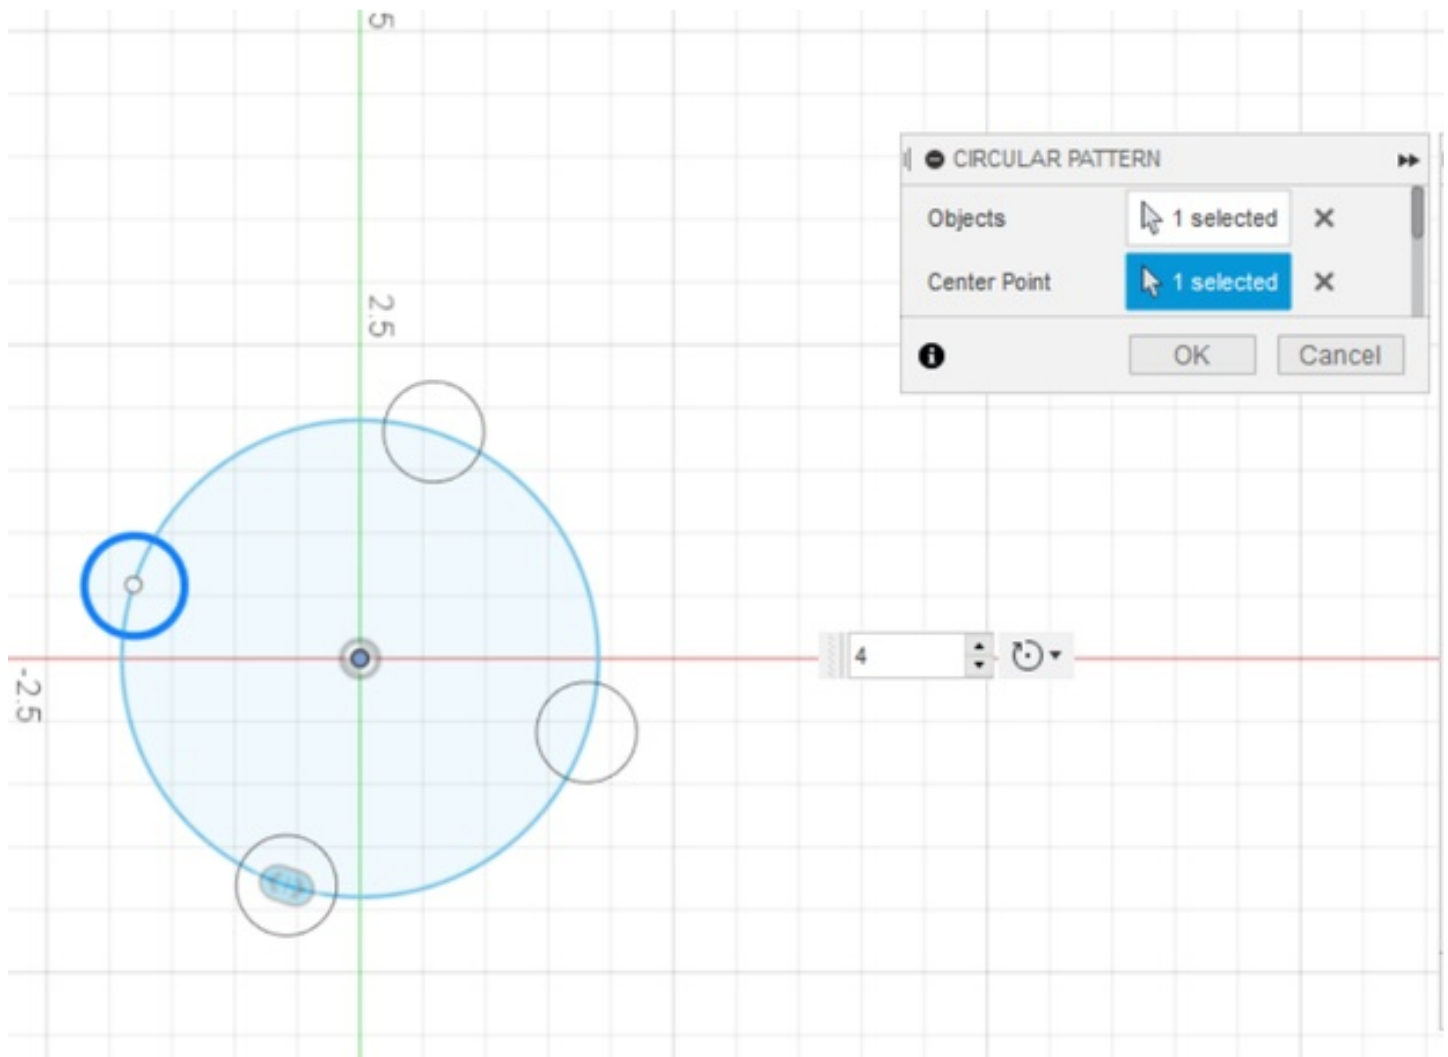 5
CIRCULAR PATTERN
Objects 1 selected
Center Point 1 selected
2.5
OK Cancel
4
-2.5